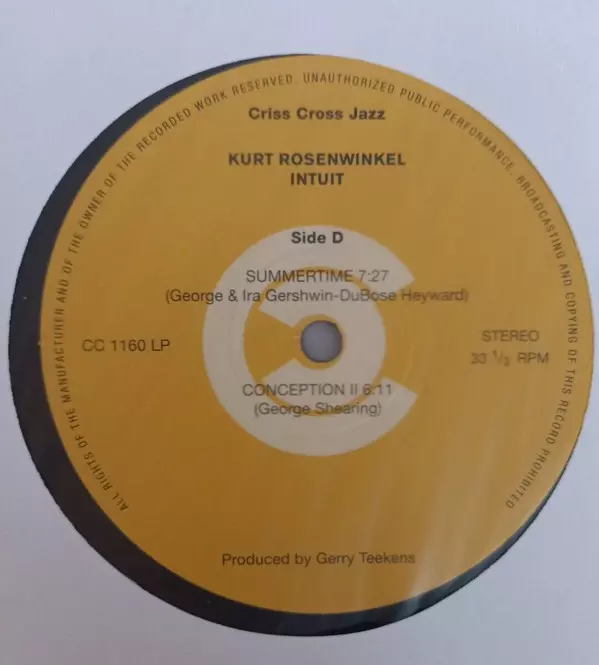 ALL RIGHTS OF THE MANUFACTURER AND OF THE OWNER OF THE RECORDED WORK RESERVED. UNAUTHORIZED PUBLIC PERFORMANCE, BROADCASTING AND COPYING OF THIS RECORD PROHIBITED
Criss Cross Jazz
KURT ROSENWINKEL
INTUIT
Side D
SUMMERTIME 7:27
(George & Ira Gershwin-DuBose Heyward)
CC 1160 LP
STEREO
33 1/3 RPM
CONCEPTION II 6:11
(George Shearing)
Produced by Gerry Teekens